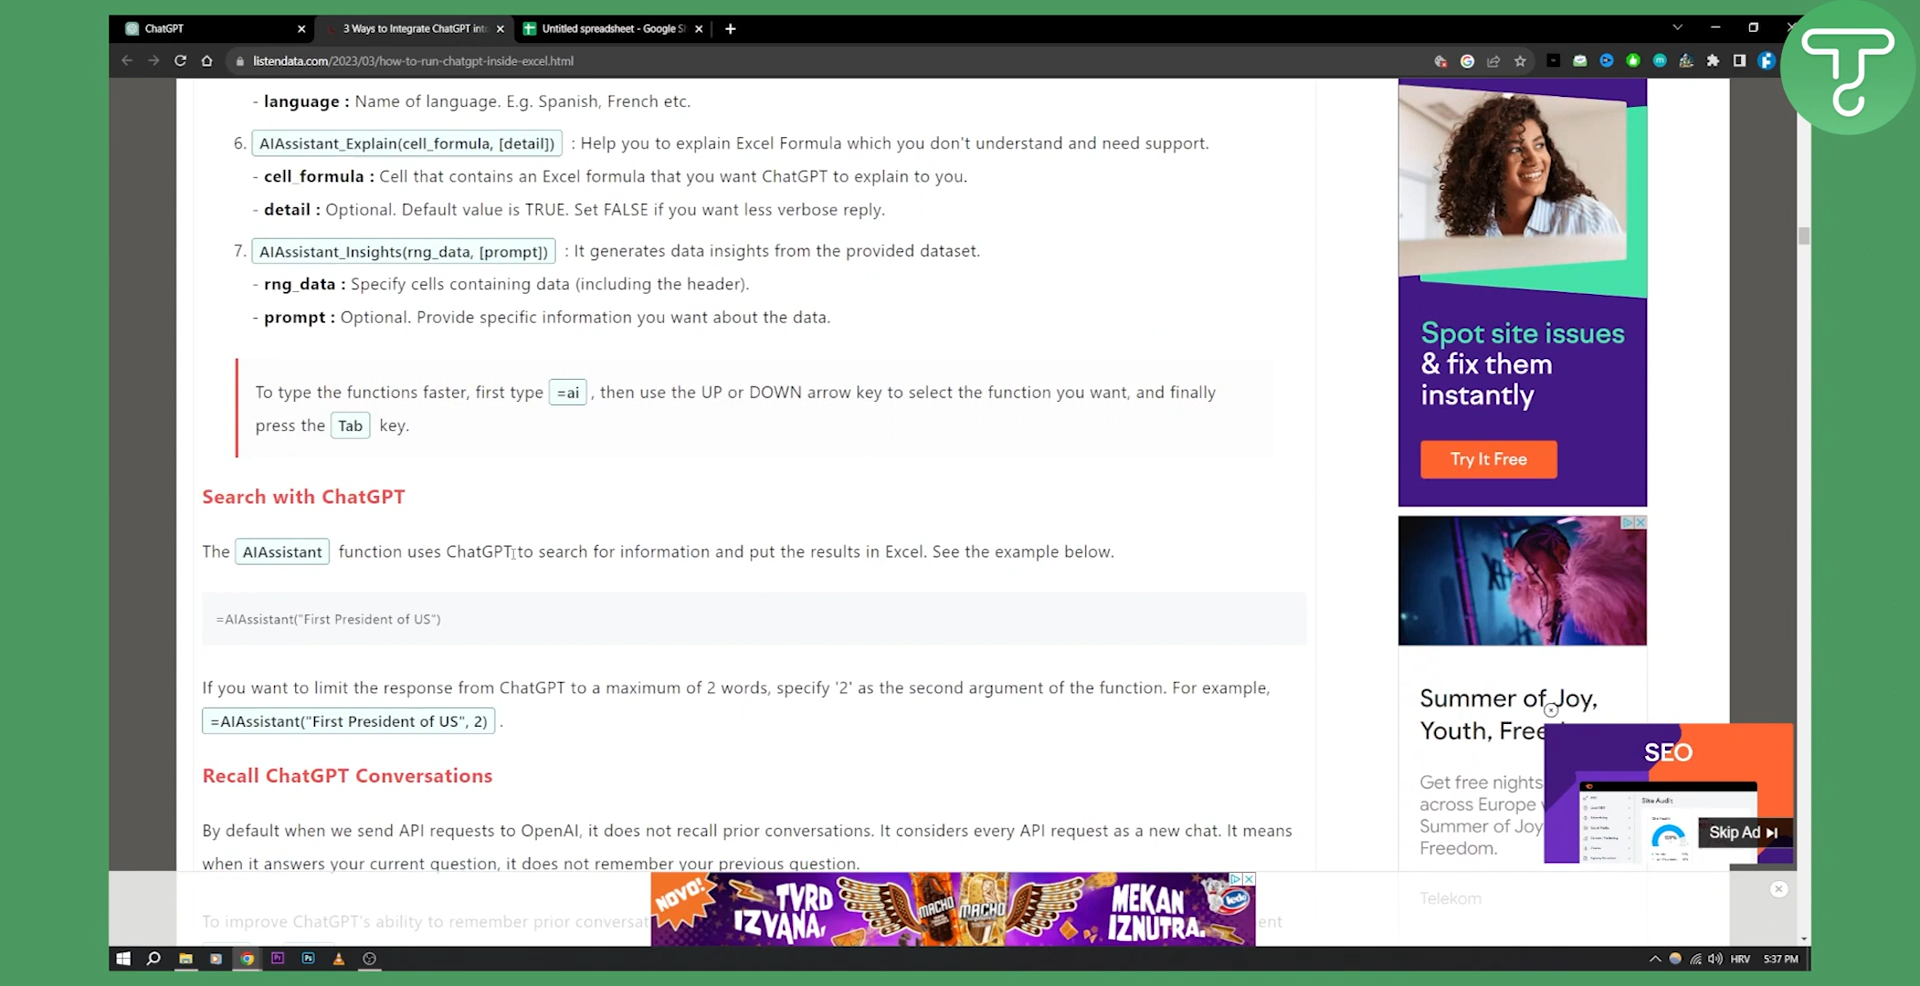 ChatGPT
3 Ways to Integrate ChatGPT into
Untitled spreadsheet - Google S
listendata.com/2023/03/how-to-run-chatgpt-inside-excel.html
- language : Name of language. E.g. Spanish, French etc.
6. AIAssistant_Explain(cell_formula, [detail]) : Help you to explain Excel Formula which you don't understand and need support.
- cell_formula : Cell that contains an Excel formula that you want ChatGPT to explain to you.
- detail : Optional. Default value is TRUE. Set FALSE if you want less verbose reply.
7. AIAssistant_Insights(rng_data, [prompt]) : It generates data insights from the provided dataset.
- rng_data : Specify cells containing data (including the header).
- prompt : Optional. Provide specific information you want about the data.
To type the functions faster, first type =ai , then use the UP or DOWN arrow key to select the function you want, and finally
press the Tab key.
Search with ChatGPT
The AIAssistant function uses ChatGPT to search for information and put the results in Excel. See the example below.
=AIAssistant("First President of US")
If you want to limit the response from ChatGPT to a maximum of 2 words, specify '2' as the second argument of the function. For example,
=AIAssistant("First President of US", 2) .
Recall ChatGPT Conversations
By default when we send API requests to OpenAI, it does not recall prior conversations. It considers every API request as a new chat. It means
when it answers your current question, it does not remember your previous question.
To improve ChatGPT's ability to remember prior conversat
ent
Spot site issues
& fix them
instantly
Try It Free
Summer of Joy,
Youth, Free
Get free nights
across Europe
Summer of Joy
Freedom.
Telekom
SEO
Site Audit
Skip Ad
NOVO!
TVRD
IZVANA,
MACHO
MACHO
MEKAN
IZNUTRA.
Ledo
HRV
5:37 PM